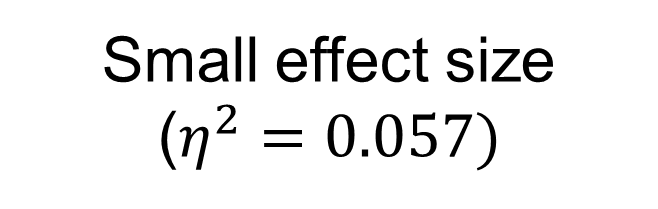 Small effect size
(𝜂² = 0.057)